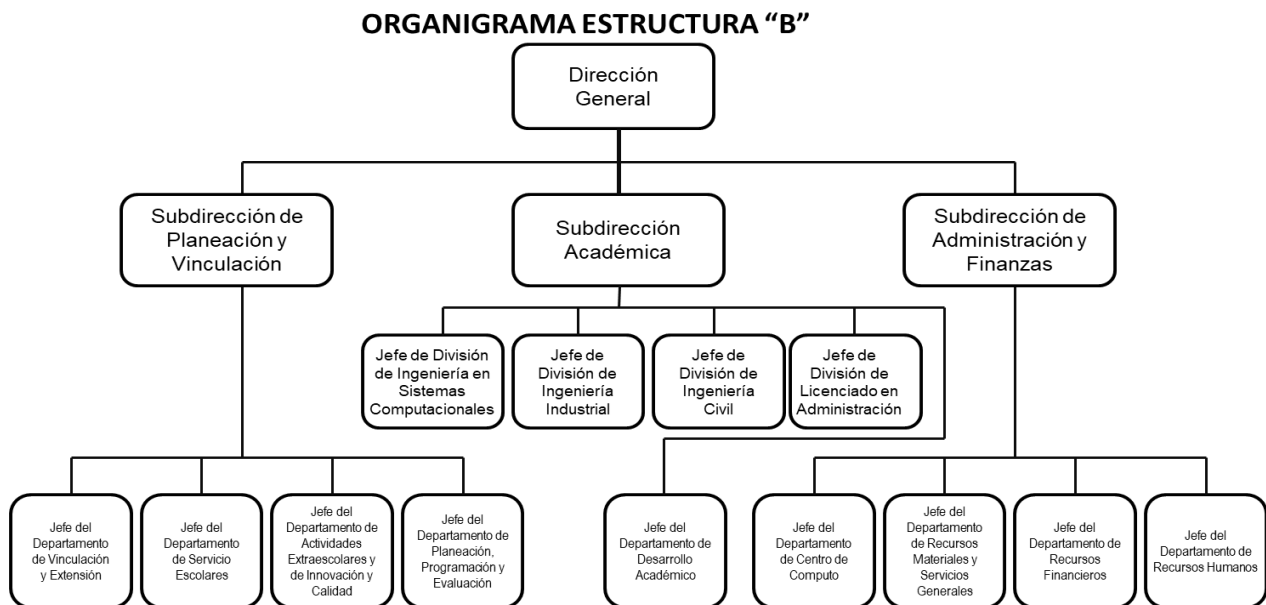 ORGANIGRAMA ESTRUCTURA “B”
Dirección
General
Subdirección de
Planeación y
Vinculación
Subdirección
Académica
Subdirección de
Administración y
Finanzas
Jefe de División
de Ingeniería en
Sistemas
Computacionales
Jefe de
División de
Ingeniería
Industrial
Jefe de
División de
Ingeniería
Civil
Jefe de
División de
Licenciado en
Administración
Jefe del
Departamento
de Vinculación
y Extensión
Jefe del
Departamento
de Servicio
Escolares
Jefe del
Departamento de
Actividades
Extraescolares y
de Innovación y
Calidad
Jefe del
Departamento de
Planeación,
Programación y
Evaluación
Jefe del
Departamento de
Desarrollo
Académico
Jefe del
Departamento
de Centro de
Computo
Jefe del
Departamento
de Recursos
Materiales y
Servicios
Generales
Jefe del
Departamento de
Recursos
Financieros
Jefe del
Departamento de
Recursos Humanos